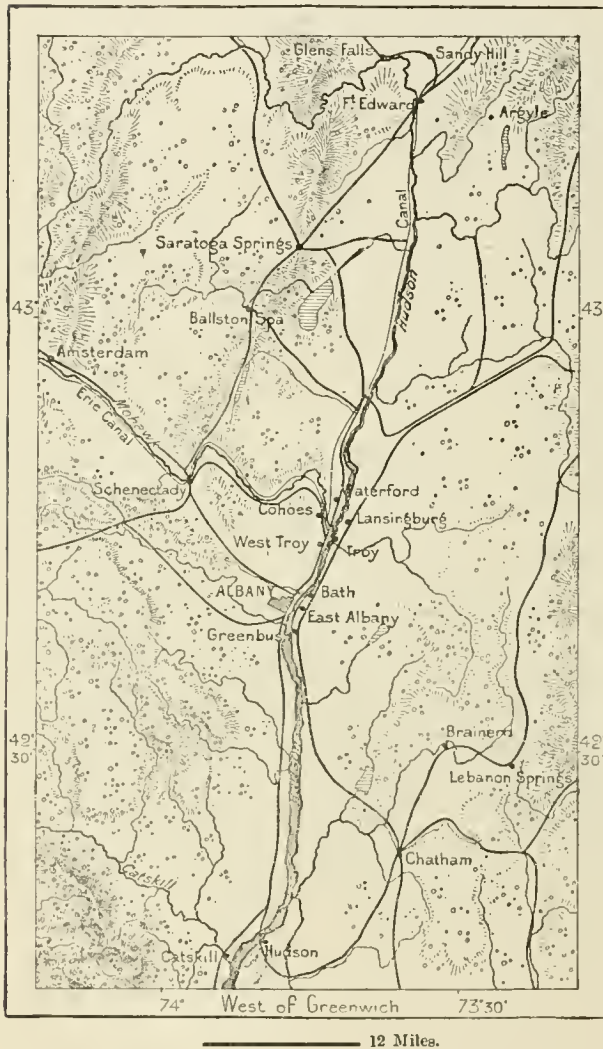 Glens Falls Sandy Hill
Ft. Edward
Argyle
Canal
Saratoga Springs
HUDSON
43° 43°
Ballston Spa
Amsterdam
Mohawk
Erie Canal
Schenectady
Waterford
Cohoes
Lansingburg
West Troy
Troy
ALBANY Bath
East Albany
Greenbush
Brainerd
42° 42°
30' 30'
Lebanon Springs
Chatham
Catskill
Catskill Hudson
74° West of Greenwich 73°30'
12 Miles.